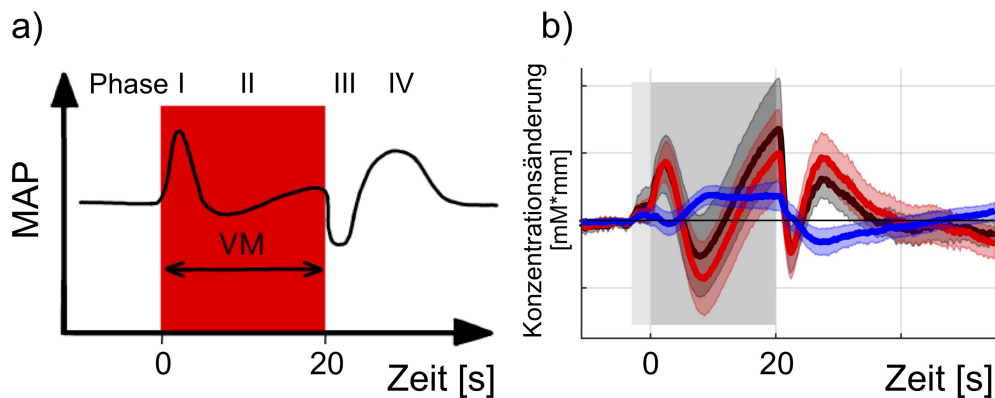 a)
Phase I II III IV
MAP
VM
0 20
Zeit [s]
b)
Konzentrationsänderung
[mM*mm]
0 20
Zeit [s]